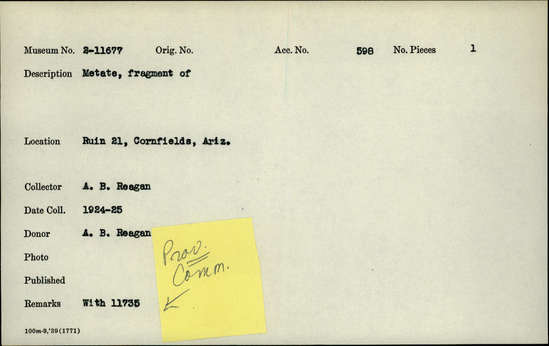 Museum No. 2-11677 Orig. No. Acc. No. 598 No. Pieces 1
Description Metate, fragment of
Location Ruin 21, Cornfields, Ariz.
Collector A. B. Reagan
Date Coll. 1924-25
Donor A. B. Reagan
Prov.
Comm.
Photo
Published
Remarks With 11735
100m-9,'39(1771)